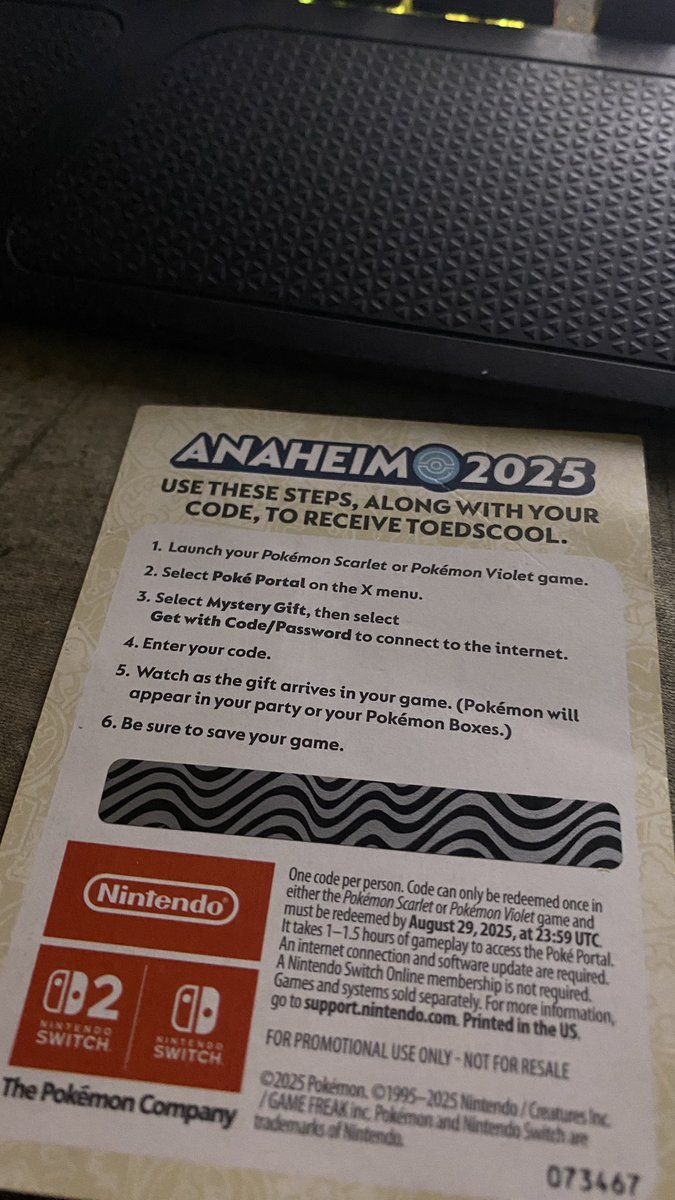 ANAHEIM 2025
USE THESE STEPS, ALONG WITH YOUR
CODE, TO RECEIVE TOEDSCOOL.
1. Launch your Pokémon Scarlet or Pokémon Violet game.
2. Select Poké Portal on the X menu.
3. Select Mystery Gift, then select
Get with Code/Password to connect to the internet.
4. Enter your code.
5. Watch as the gift arrives in your game. (Pokémon will
appear in your party or your Pokémon Boxes.)
6. Be sure to save your game.
Nintendo®
2
NINTENDO
SWITCH
NINTENDO
SWITCH
The Pokémon Company
One code per person. Code can only be redeemed once in
either the Pokémon Scarlet or Pokémon Violet game and
must be redeemed by August 29, 2025, at 23:59 UTC.
It takes 1–1.5 hours of gameplay to access the Poké Portal.
An internet connection and software update are required.
A Nintendo Switch Online membership is not required.
Games and systems sold separately. For more information,
go to support.nintendo.com. Printed in the US.
FOR PROMOTIONAL USE ONLY - NOT FOR RESALE
©2025 Pokémon. ©1995–2025 Nintendo / Creatures Inc.
/ GAME FREAK inc. Pokémon and Nintendo Switch are
trademarks of Nintendo.
073467